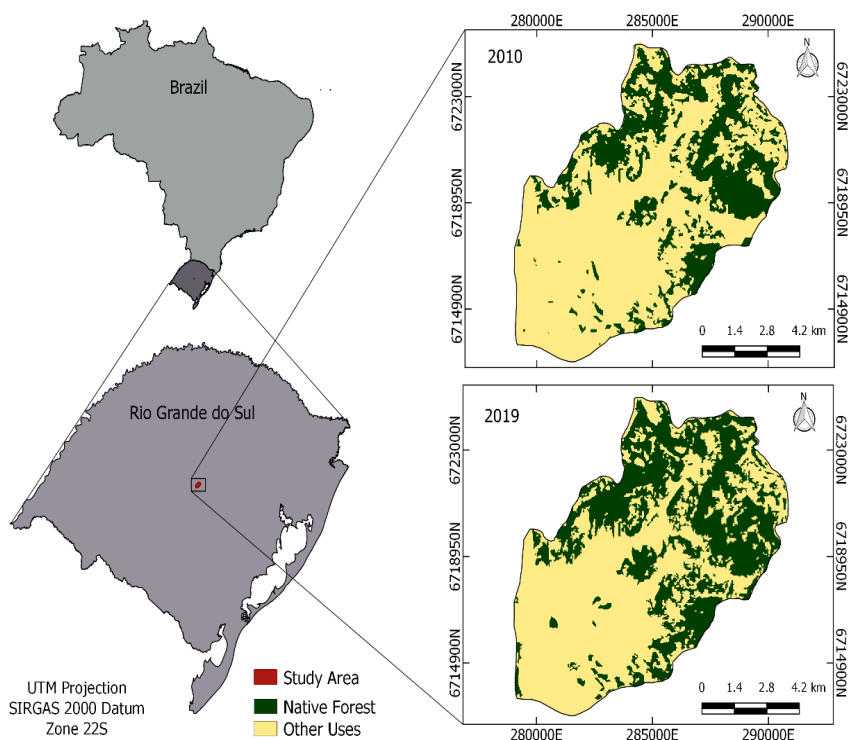 Brazil
Rio Grande do Sul
UTM Projection
SIRGAS 2000 Datum
Zone 22S
Study Area
Native Forest
Other Uses
280000E 285000E 290000E
2010
N
6723000N 6723000N
6718950N 6718950N
6714900N 6714900N
0 1.4 2.8 4.2 km
2019
N
6723000N 6723000N
6718950N 6718950N
6714900N 6714900N
0 1.4 2.8 4.2 km
280000E 285000E 290000E